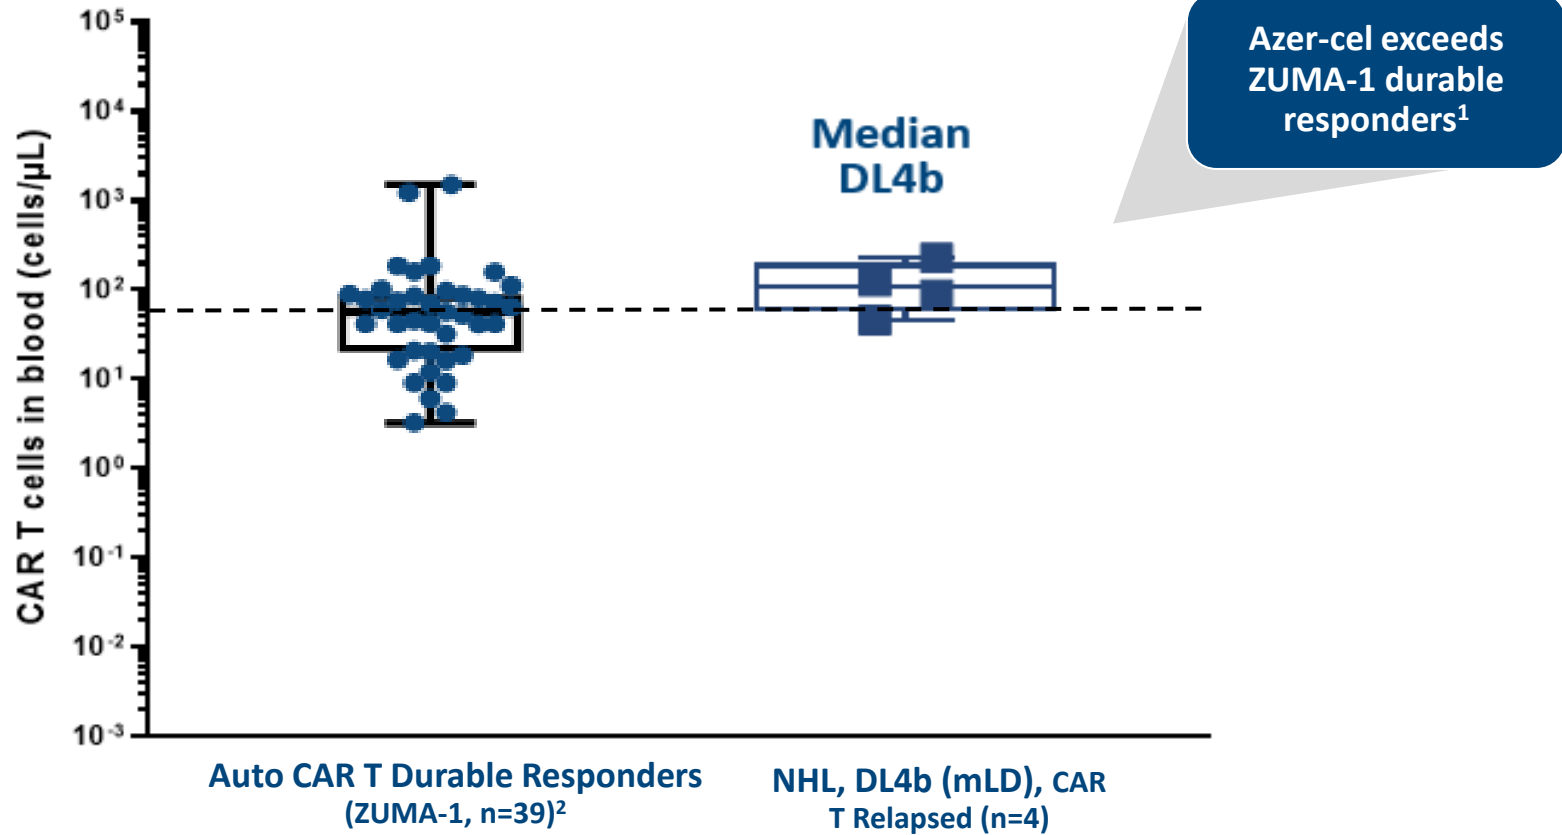 Azer-cel exceeds
ZUMA-1 durable
responders¹
Median
DL4b
CAR T cells in blood (cells/µL)
10⁵
10⁴
10³
10²
10¹
10⁰
10⁻¹
10⁻²
10⁻³
Auto CAR T Durable Responders
(ZUMA-1, n=39)²
NHL, DL4b (mLD), CAR
T Relapsed (n=4)